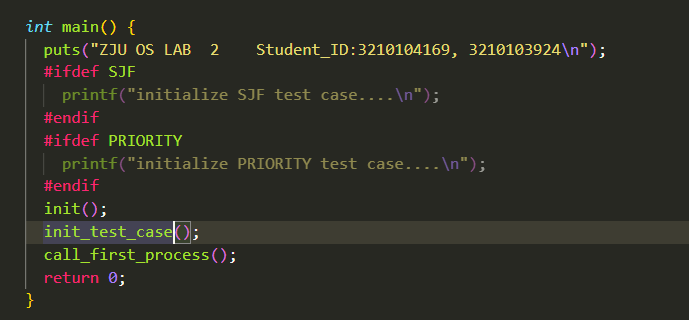 int main() {
puts("ZJU OS LAB  2    Student_ID:3210104169, 3210103924\n");
#ifdef SJF
printf("initialize SJF test case....\n");
#endif
#ifdef PRIORITY
printf("initialize PRIORITY test case....\n");
#endif
init();
init_test_case();
call_first_process();
return 0;
}